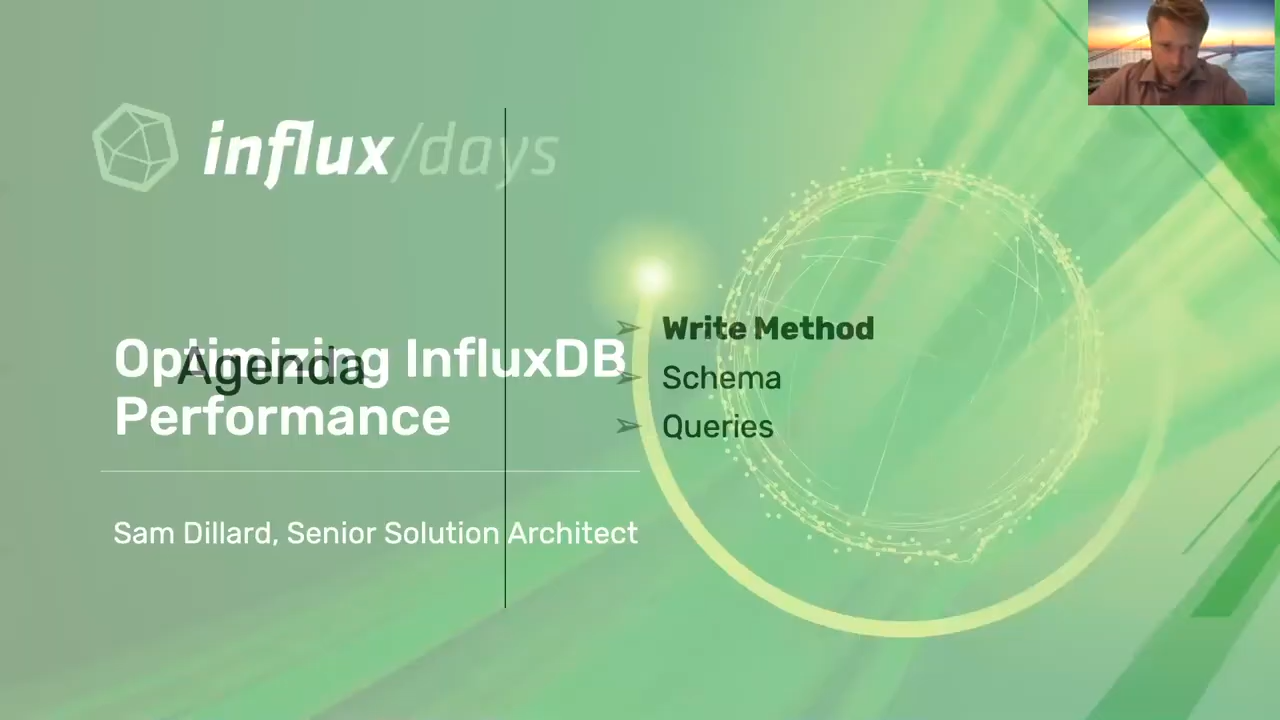 influx/days
Optimizing InfluxDB
Performance
Sam Dillard, Senior Solution Architect
Agenda
Write Method
Schema
Queries